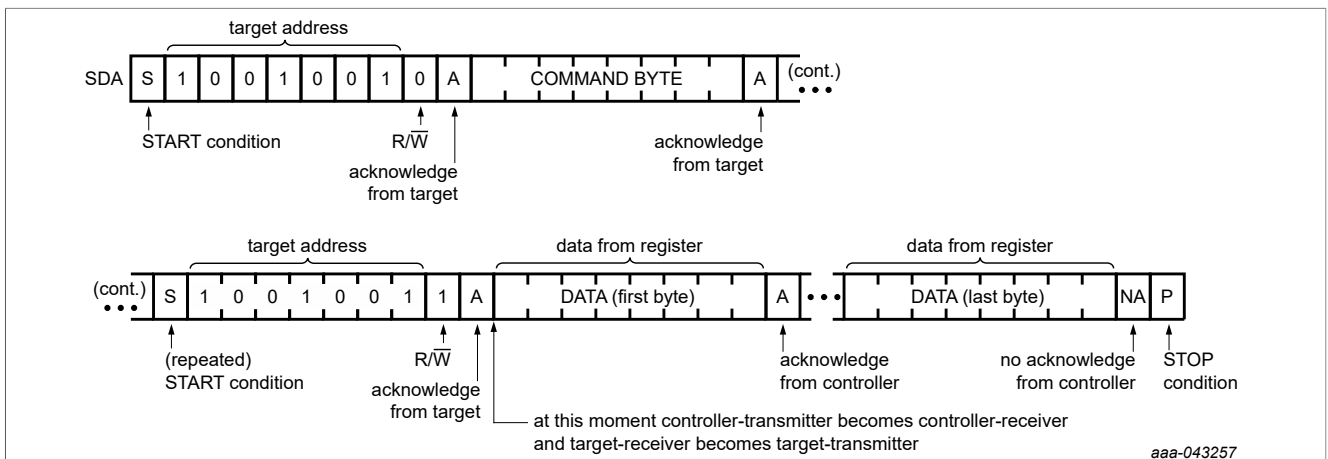 target address
SDA S 1 0 0 1 0 0 1 0 A COMMAND BYTE A (cont.)
START condition R/W̅ acknowledge
acknowledge from target
from target
target address data from register data from register
(cont.) S 1 0 0 1 0 0 1 1 A DATA (first byte) A DATA (last byte) NA P
(repeated) R/W̅ acknowledge no acknowledge STOP
START condition acknowledge from controller from controller condition
from target
at this moment controller-transmitter becomes controller-receiver
and target-receiver becomes target-transmitter
aaa-043257